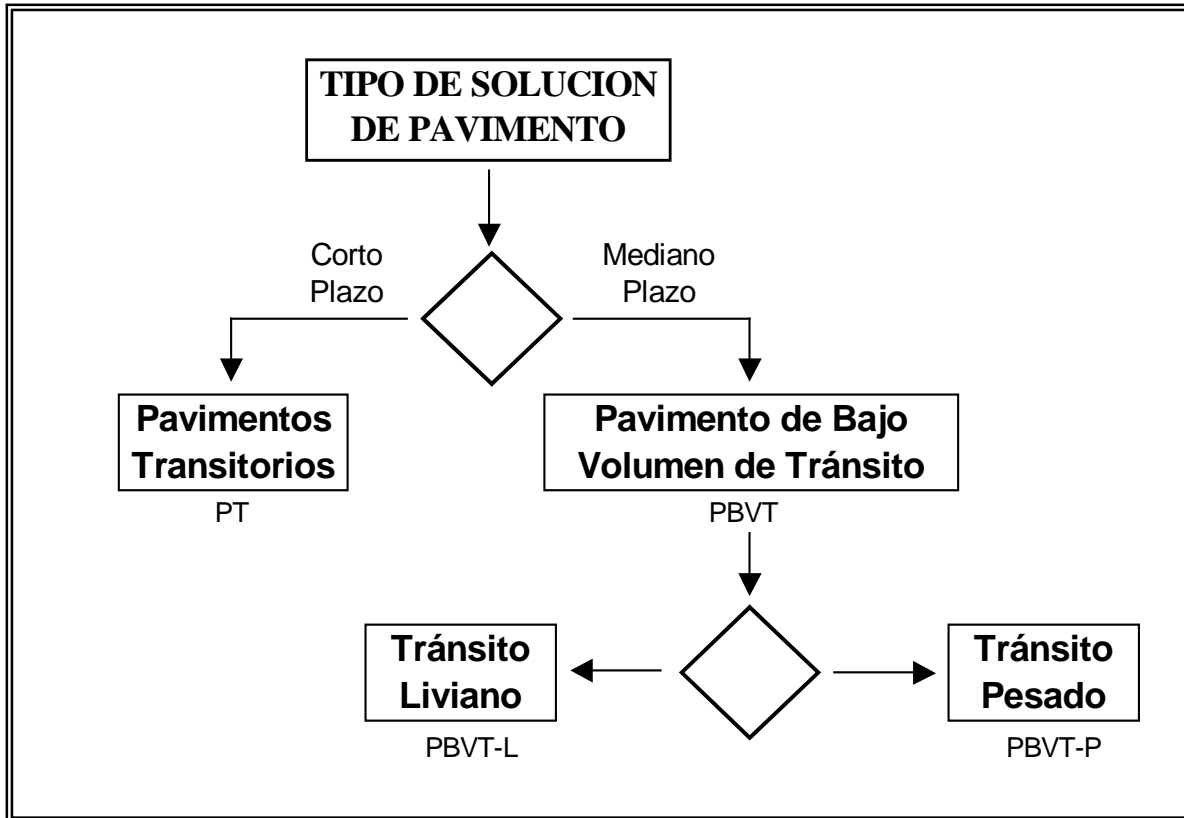 TIPO DE SOLUCION
DE PAVIMENTO
Corto
Plazo
Mediano
Plazo
Pavimentos
Transitorios
PT
Pavimento de Bajo
Volumen de Tránsito
PBVT
Tránsito
Liviano
PBVT-L
Tránsito
Pesado
PBVT-P